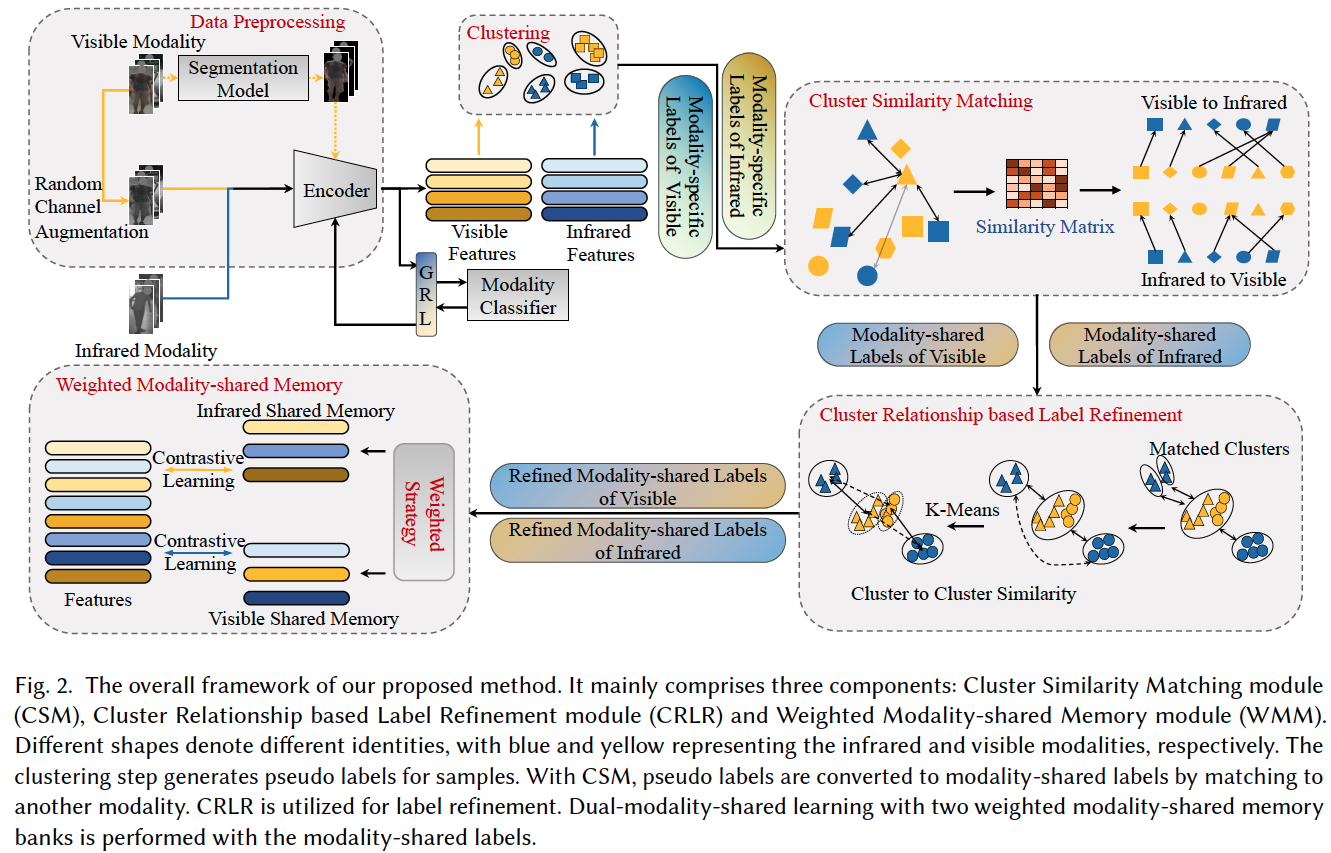 Data Preprocessing
Visible Modality
Segmentation
Model
Random
Channel
Augmentation
Encoder
Infrared Modality
Clustering
Visible
Features
Infrared
Features
G
R
L
Modality
Classifier
Modality-specific
Labels of Visible
Modality-specific
Labels of Infrared
Cluster Similarity Matching
Similarity Matrix
Visible to Infrared
Infrared to Visible
Modality-shared
Labels of Visible
Modality-shared
Labels of Infrared
Cluster Relationship based Label Refinement
Matched Clusters
K-Means
Cluster to Cluster Similarity
Refined Modality-shared Labels
of Visible
Refined Modality-shared Labels
of Infrared
Weighted Modality-shared Memory
Infrared Shared Memory
Contrastive
Learning
Contrastive
Learning
Weighted
Strategy
Features
Visible Shared Memory
Fig. 2. The overall framework of our proposed method. It mainly comprises three components: Cluster Similarity Matching module
(CSM), Cluster Relationship based Label Refinement module (CRLR) and Weighted Modality-shared Memory module (WMM).
Different shapes denote different identities, with blue and yellow representing the infrared and visible modalities, respectively. The
clustering step generates pseudo labels for samples. With CSM, pseudo labels are converted to modality-shared labels by matching to
another modality. CRLR is utilized for label refinement. Dual-modality-shared learning with two weighted modality-shared memory
banks is performed with the modality-shared labels.